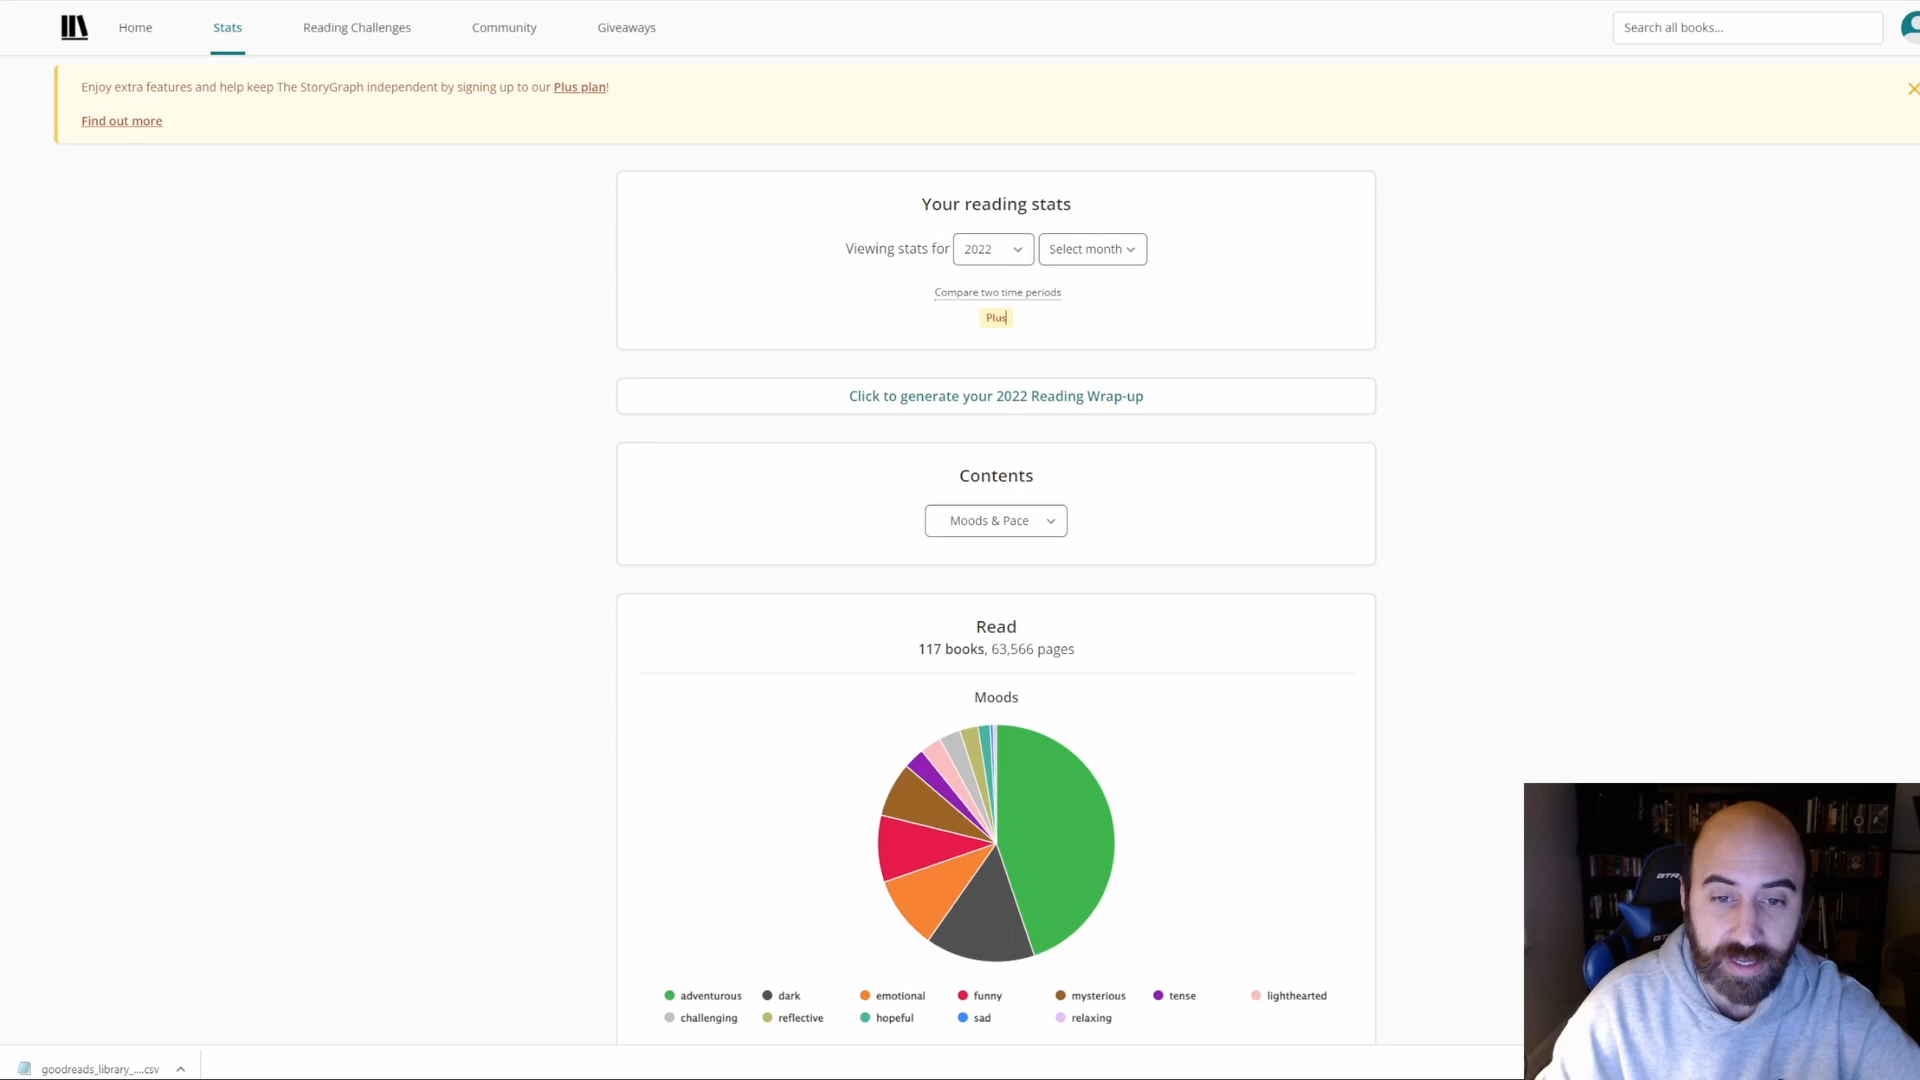 Home
Stats
Reading Challenges
Community
Giveaways
Search all books...
Enjoy extra features and help keep The StoryGraph independent by signing up to our Plus plan!
Find out more
Your reading stats
Viewing stats for 2022 Select month
Compare two time periods
Plus
Click to generate your 2022 Reading Wrap-up
Contents
Moods & Pace
Read
117 books, 63,566 pages
Moods
adventurous dark emotional funny mysterious tense lighthearted
challenging reflective hopeful sad relaxing
goodreads_library_....csv
GTR